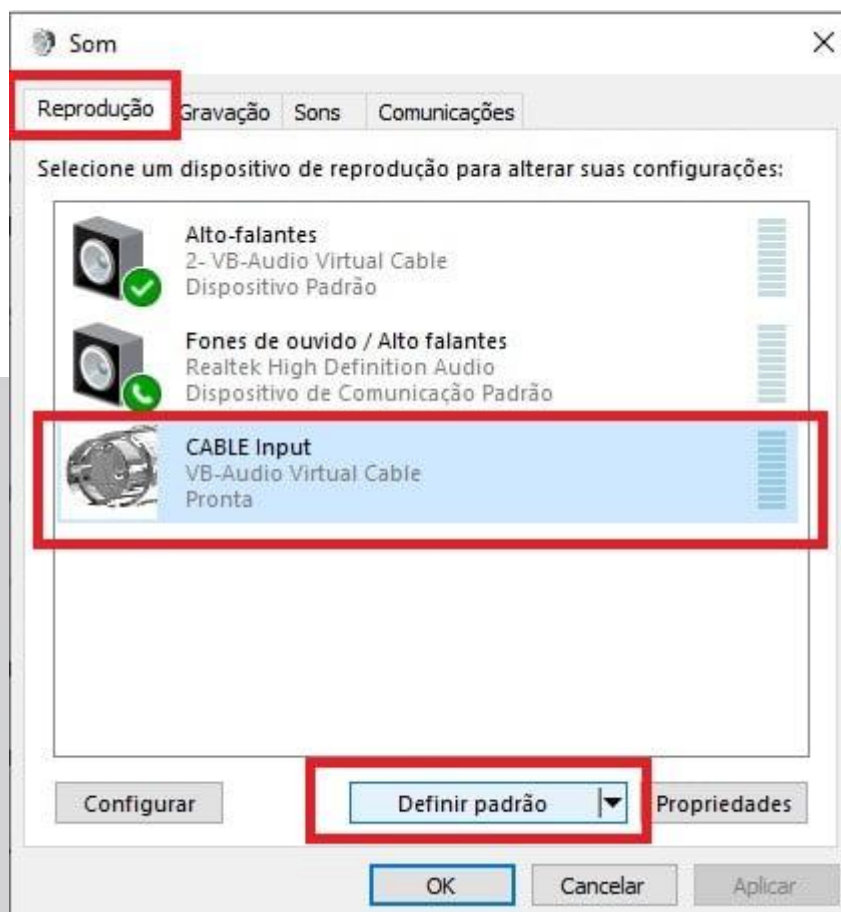 Som
Reprodução Gravação Sons Comunicações
Selecione um dispositivo de reprodução para alterar suas configurações:
Alto-falantes
2- VB-Audio Virtual Cable
Dispositivo Padrão
Fones de ouvido / Alto falantes
Realtek High Definition Audio
Dispositivo de Comunicação Padrão
CABLE Input
VB-Audio Virtual Cable
Pronta
Configurar Definir padrão Propriedades
OK Cancelar Aplicar